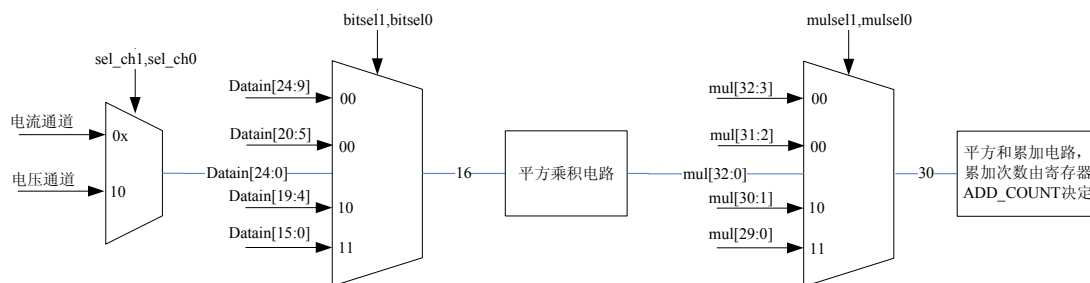 sel_ch1,sel_ch0
电流通道
0x
电压通道
10
Datain[24:0]
bitsel1,bitsel0
Datain[24:9]
00
Datain[20:5]
00
Datain[19:4]
10
Datain[15:0]
11
16
平方乘积电路
mul[32:0]
mulsel1,mulsel0
mul[32:3]
00
mul[31:2]
00
mul[30:1]
10
mul[29:0]
11
30
平方和累加电路，
累加次数由寄存器
ADD_COUNT决定